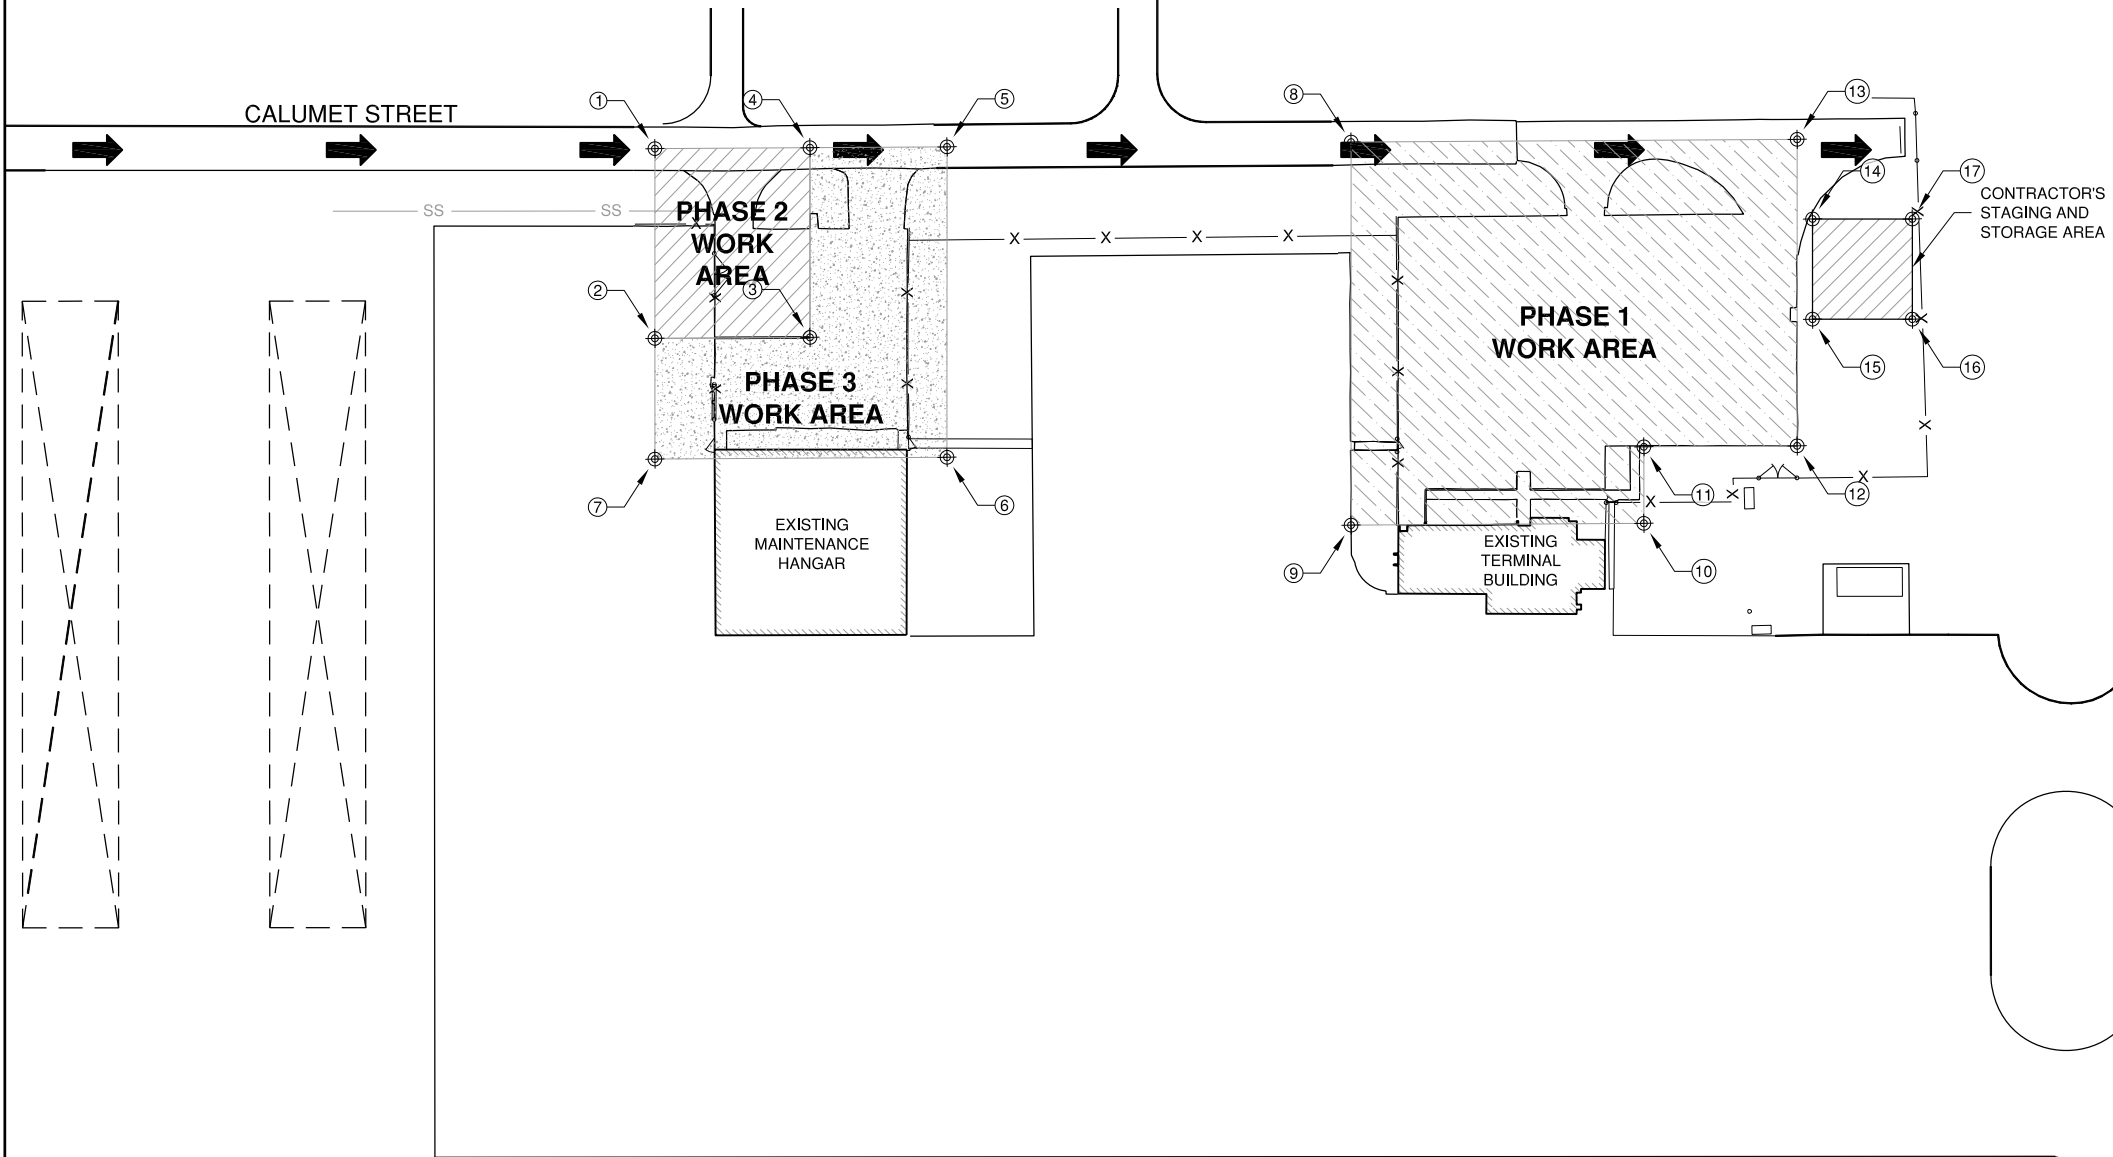 CALUMET STREET
1
4
5
8
13
14
17
CONTRACTOR'S
STAGING AND
STORAGE AREA
SS
SS
PHASE 2
WORK
AREA
2
3
X
X
X
X
X
X
X
X
X
X
X
X
X
PHASE 1
WORK AREA
15
16
PHASE 3
WORK AREA
X
X
X
X
X
X
X
7
6
11
12
9
10
EXISTING
MAINTENANCE
HANGAR
EXISTING
TERMINAL
BUILDING